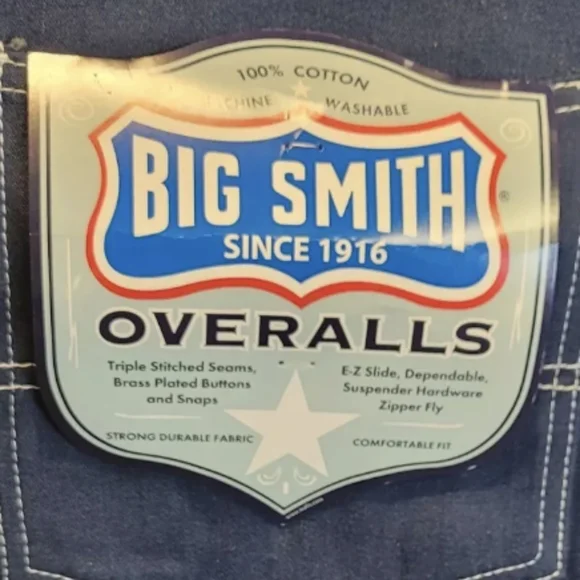 100% COTTON
MACHINE WASHABLE
BIG SMITH
®
SINCE 1916
OVERALLS
Triple Stitched Seams,
Brass Plated Buttons
and Snaps
E-Z Slide, Dependable,
Suspender Hardware
Zipper Fly
STRONG DURABLE FABRIC
COMFORTABLE FIT